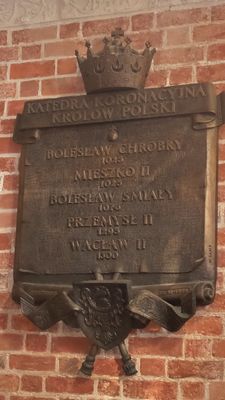 KATEDRA KORONACYJNA
KRÓLÓW POLSKI
BOLESŁAW CHROBRY
1025
MIESZKO II
1025
BOLESŁAW ŚMIAŁY
1076
PRZEMYSŁ II
1295
WACŁAW II
1300